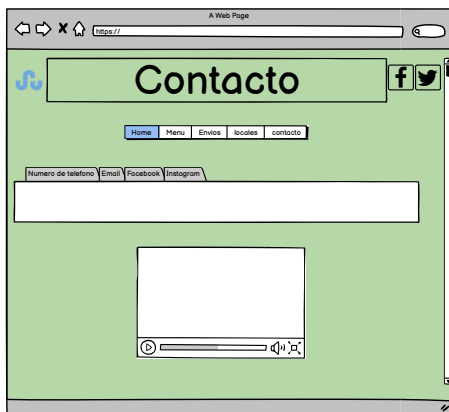 A Web Page
https://
Contacto
Home Menu Envios locales contacto
Numero de telefono Email Facebook Instagram